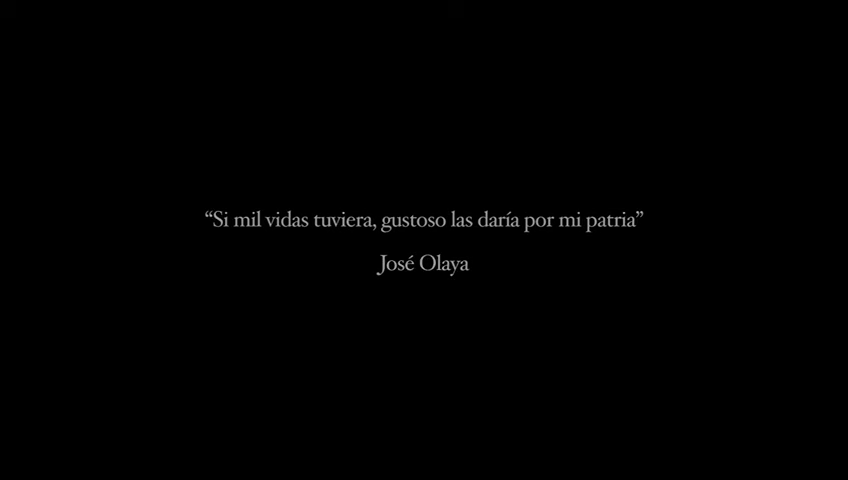 “Si mil vidas tuviera, gustoso las daría por mi patria”
José Olaya